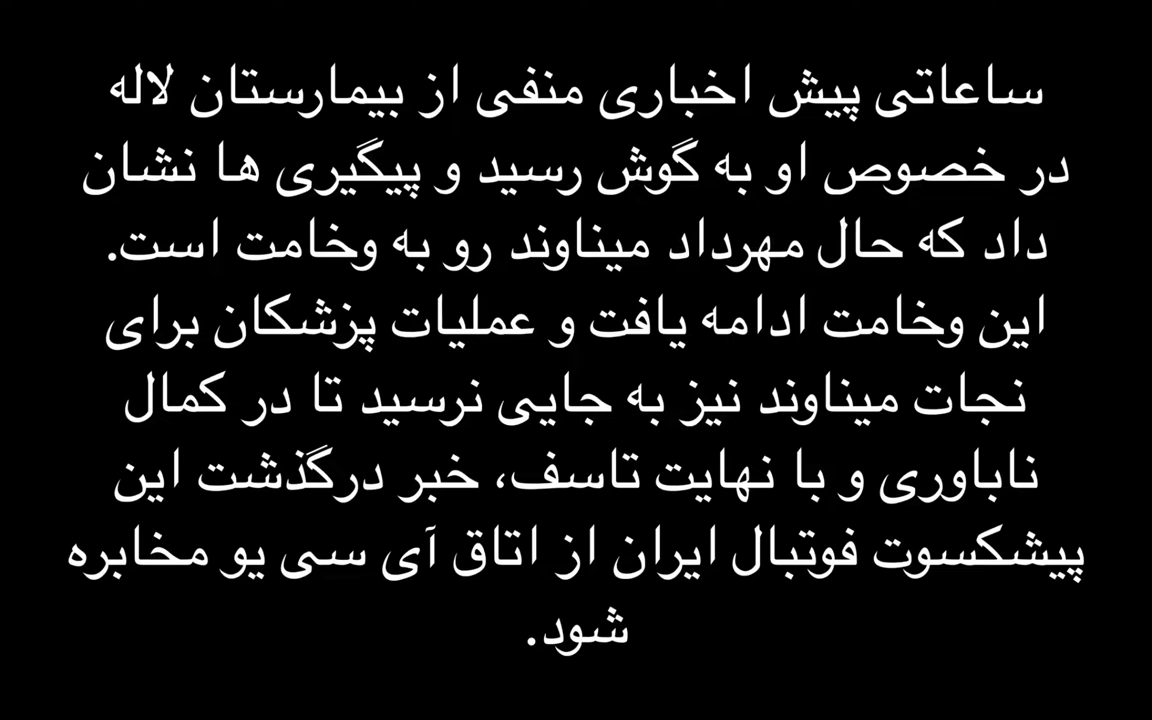 ساعاتی پیش اخباری منفی از بیمارستان لاله
در خصوص او به گوش رسید و پیگیری ها نشان
داد که حال مهرداد میناوند رو به وخامت است.
این وخامت ادامه یافت و عملیات پزشکان برای
نجات میناوند نیز به جایی نرسید تا در کمال
ناباوری و با نهایت تاسف، خبر درگذشت این
پیشکسوت فوتبال ایران از اتاق آی سی یو مخابره
شود.